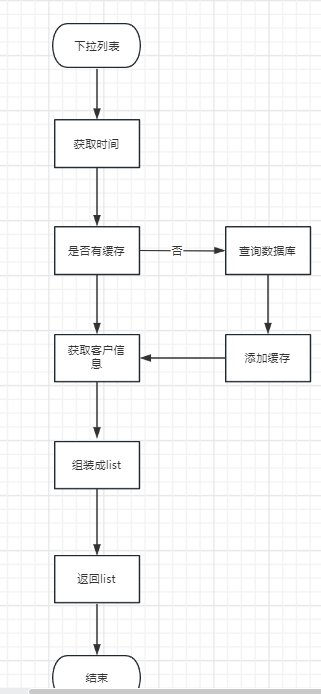 下拉列表
获取时间
是否有缓存
否
查询数据库
获取客户信
息
添加缓存
组装成list
返回list
结束